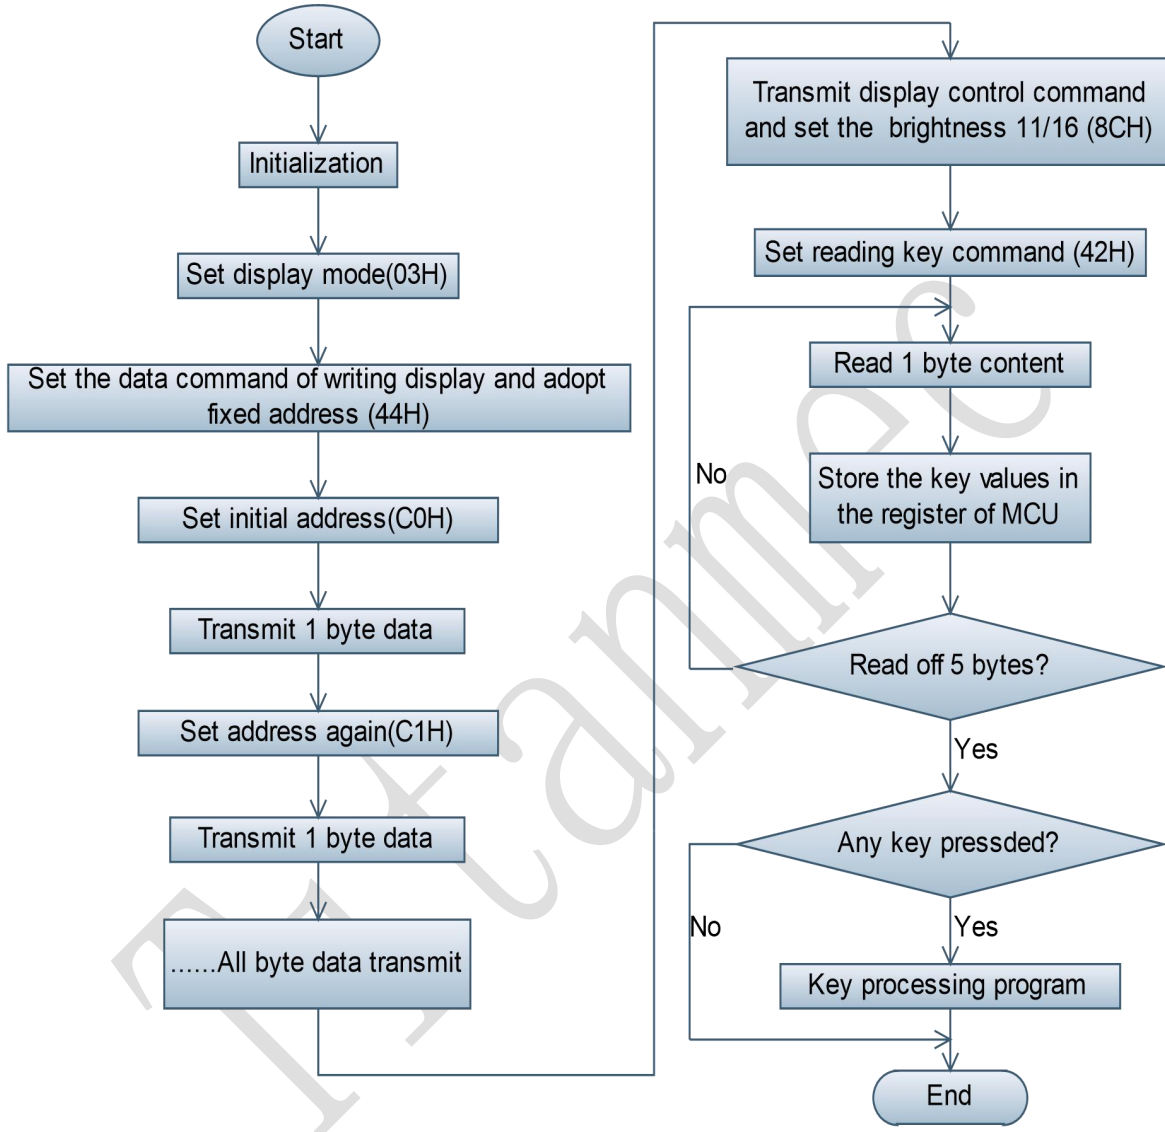 Start
Initialization
Set display mode(03H)
Set the data command of writing display and adopt
fixed address (44H)
Set initial address(C0H)
Transmit 1 byte data
Set address again(C1H)
Transmit 1 byte data
......All byte data transmit
Transmit display control command
and set the brightness 11/16 (8CH)
Set reading key command (42H)
Read 1 byte content
No
Store the key values in
the register of MCU
Read off 5 bytes?
Yes
Any key pressded?
No
Yes
Key processing program
End
Titanmec